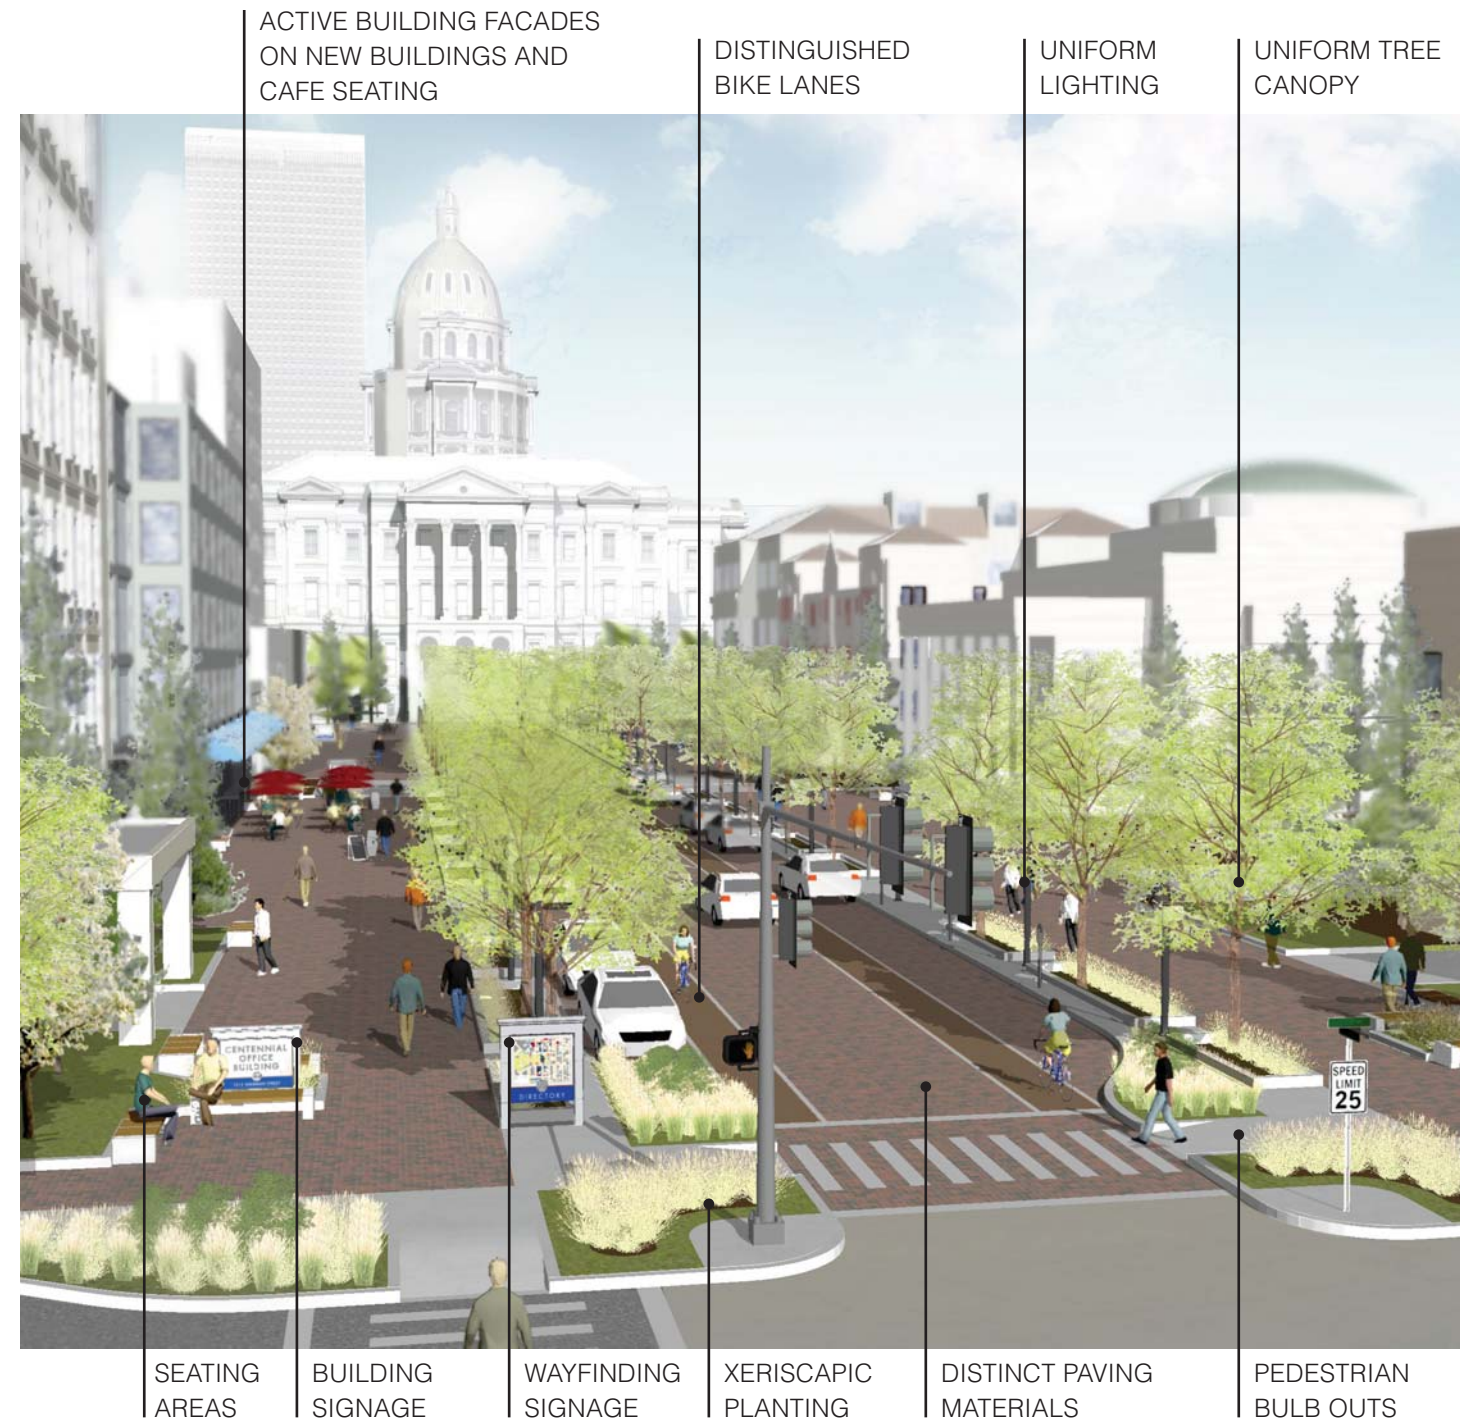 ACTIVE BUILDING FACADES
ON NEW BUILDINGS AND
CAFE SEATING
DISTINGUISHED
BIKE LANES
UNIFORM
LIGHTING
UNIFORM TREE
CANOPY
CENTENNIAL
OFFICE
BUILDING
DIRECTORY
SPEED
LIMIT
25
SEATING
AREAS
BUILDING
SIGNAGE
WAYFINDING
SIGNAGE
XERISCAPIC
PLANTING
DISTINCT PAVING
MATERIALS
PEDESTRIAN
BULB OUTS